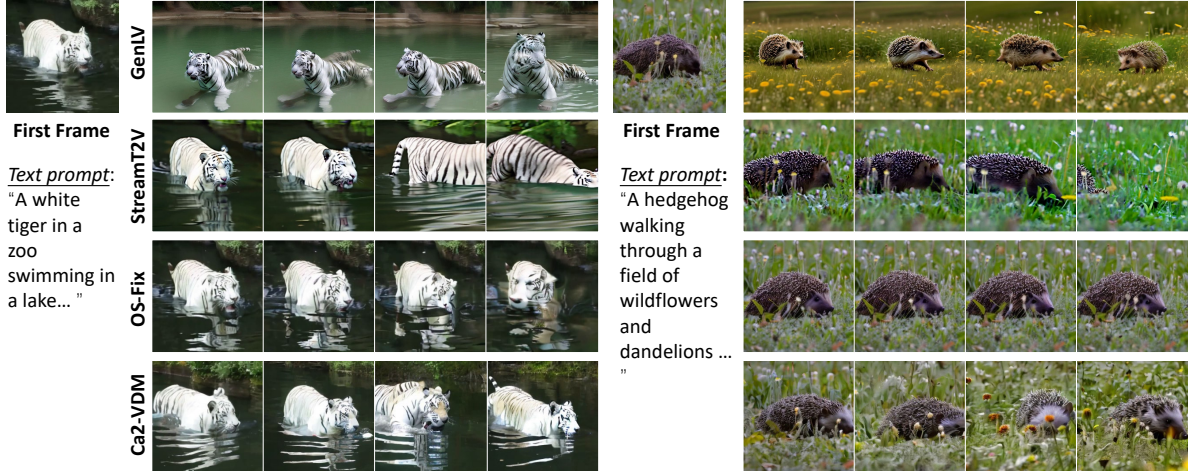 First Frame
Text prompt:
“A white
tiger in a
zoo
swimming in
a lake… ”
GenLV
StreamT2V
OS-Fix
Ca2-VDM
First Frame
Text prompt:
“A hedgehog
walking
through a
field of
wildflowers
and
dandelions …
”